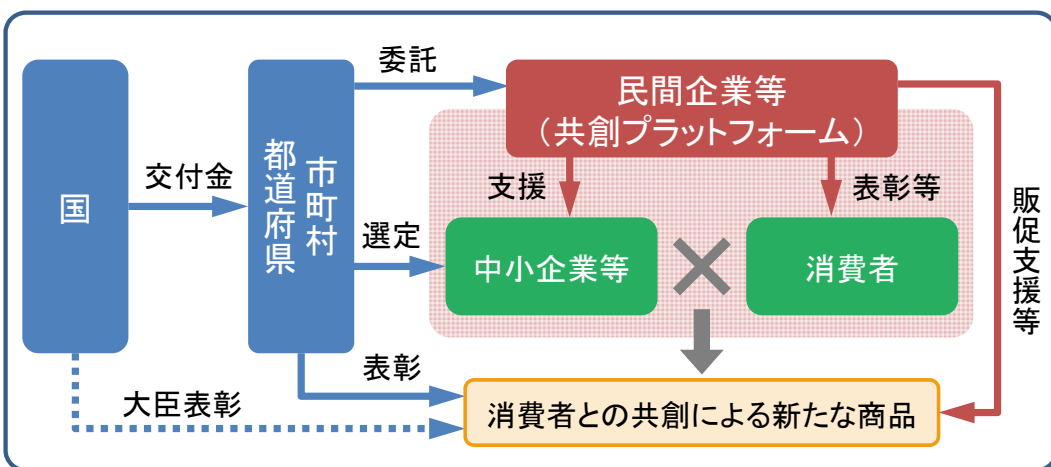 国
交付金
都道府県
市町村
委託
選定
表彰
大臣表彰
民間企業等
（共創プラットフォーム）
支援
表彰等
中小企業等
消費者
販促支援等
消費者との共創による新たな商品